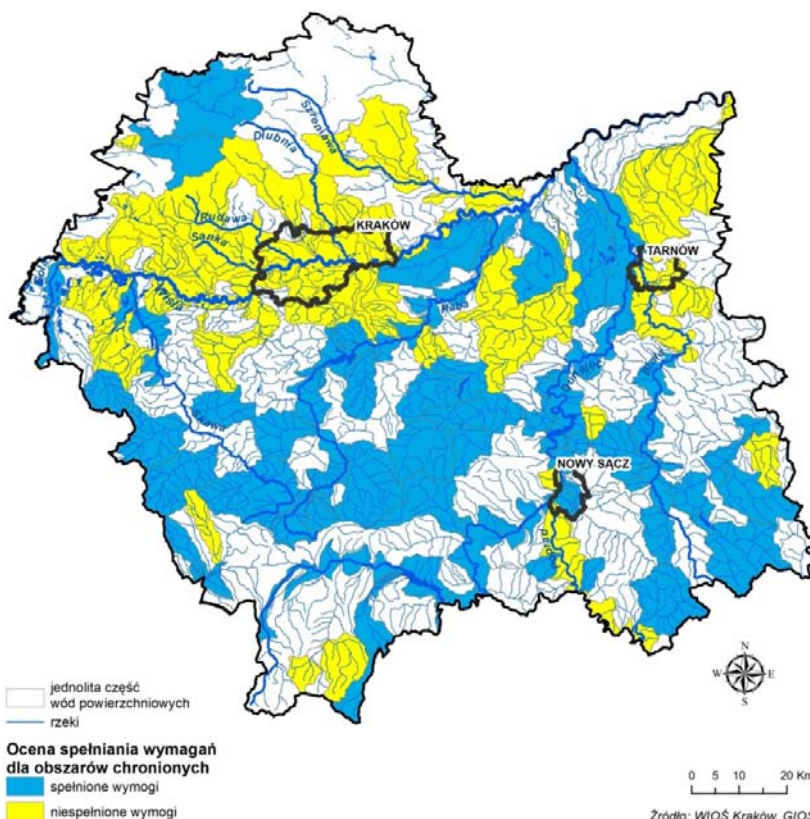 Szreniawa
Dłubnia
Rudawa
Sanka
KRAKÓW
TARNÓW
Wisła
Raba
Skawa
NOWY SĄCZ
N
W E
S
jednolita część
wód powierzchniowych
rzeki
Ocena spełniania wymagań
dla obszarów chronionych
spełnione wymogi
niespełnione wymogi
0 5 10 20 Km
Źródło: WIOŚ Kraków, GIOŚ